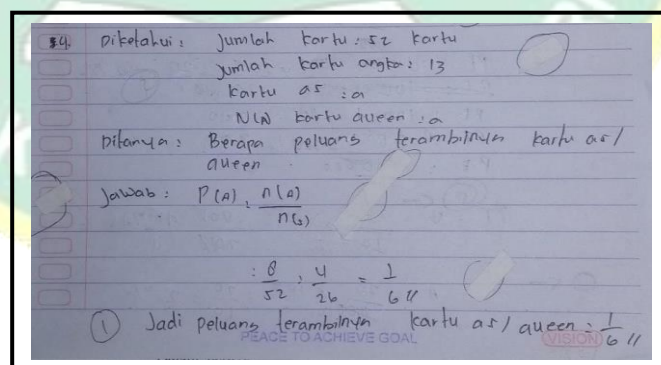 4. Diketahui : Jumlah kartu : 52 kartu
Jumlah kartu angka : 13
Kartu as : a
N(A) kartu queen : a
Ditanya : Berapa peluang terambilnya kartu as/
queen
Jawab : P(A) : n(A)
n(s)
: 8 : 4 = 1
52 26 6 //
1 Jadi peluang terambilnya kartu as/ queen : 1
6 //
PEACE TO ACHIEVE GOAL
VISION